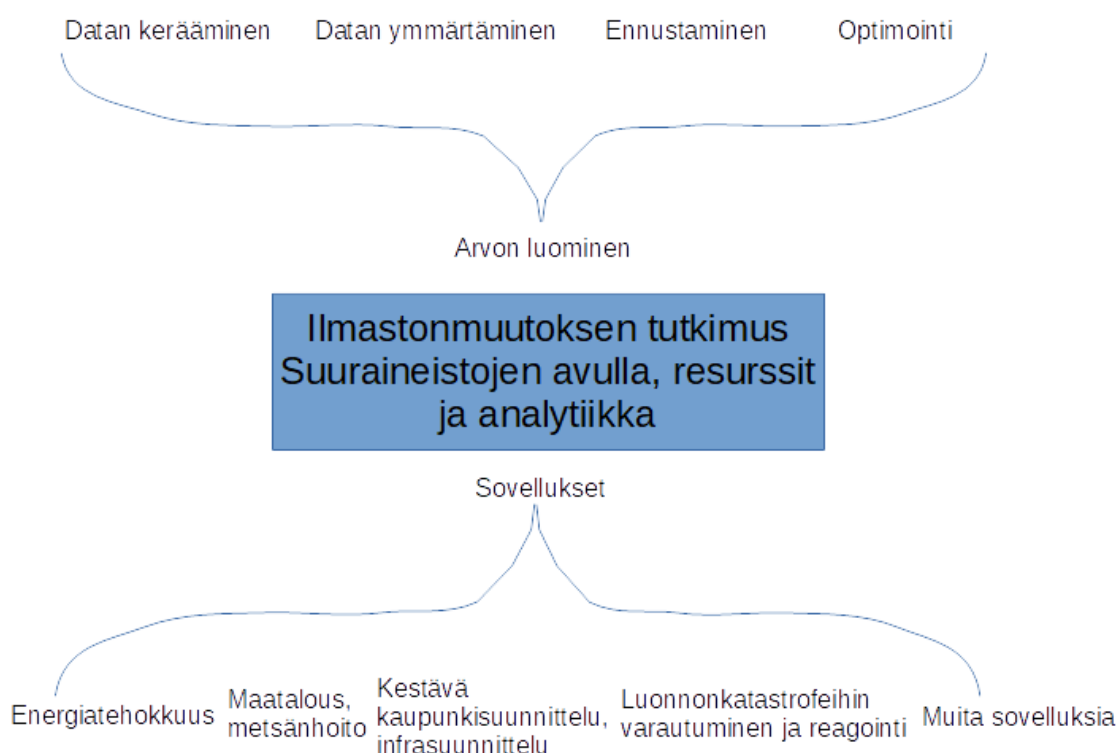 Datan kerääminen Datan ymmärtäminen Ennustaminen Optimointi
Arvon luominen
Ilmastonmuutoksen tutkimus
Suuraineistojen avulla, resurssit
ja analytiikka
Sovellukset
Energiatehokkuus
Maatalous,
metsänhoito
Kestävä
kaupunkisuunnittelu,
infrasuunnittelu
Luonnonkatastrofeihin
varautuminen ja reagointi
Muita sovelluksia